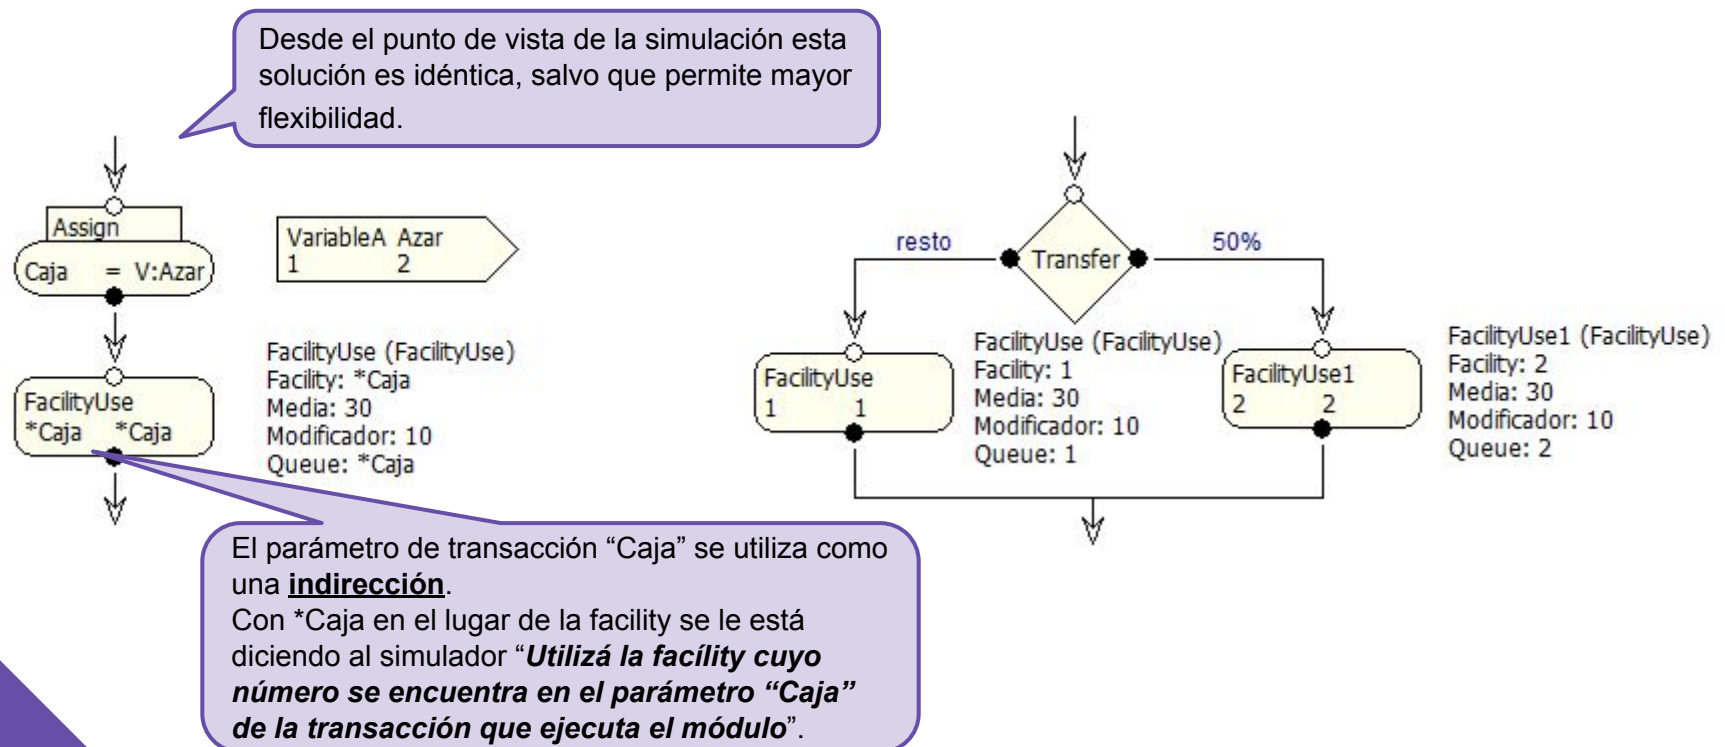 Desde el punto de vista de la simulación esta
solución es idéntica, salvo que permite mayor
flexibilidad.
Assign
Caja = V:Azar
VariableA Azar
1 2
FacilityUse
*Caja *Caja
FacilityUse (FacilityUse)
Facility: *Caja
Media: 30
Modificador: 10
Queue: *Caja
resto
Transfer
50%
FacilityUse
1 1
FacilityUse (FacilityUse)
Facility: 1
Media: 30
Modificador: 10
Queue: 1
FacilityUse1
2 2
FacilityUse1 (FacilityUse)
Facility: 2
Media: 30
Modificador: 10
Queue: 2
El parámetro de transacción “Caja” se utiliza como
una indirección.
Con *Caja en el lugar de la facility se le está
diciendo al simulador “Utilizá la facílity cuyo
número se encuentra en el parámetro “Caja”
de la transacción que ejecuta el módulo”.